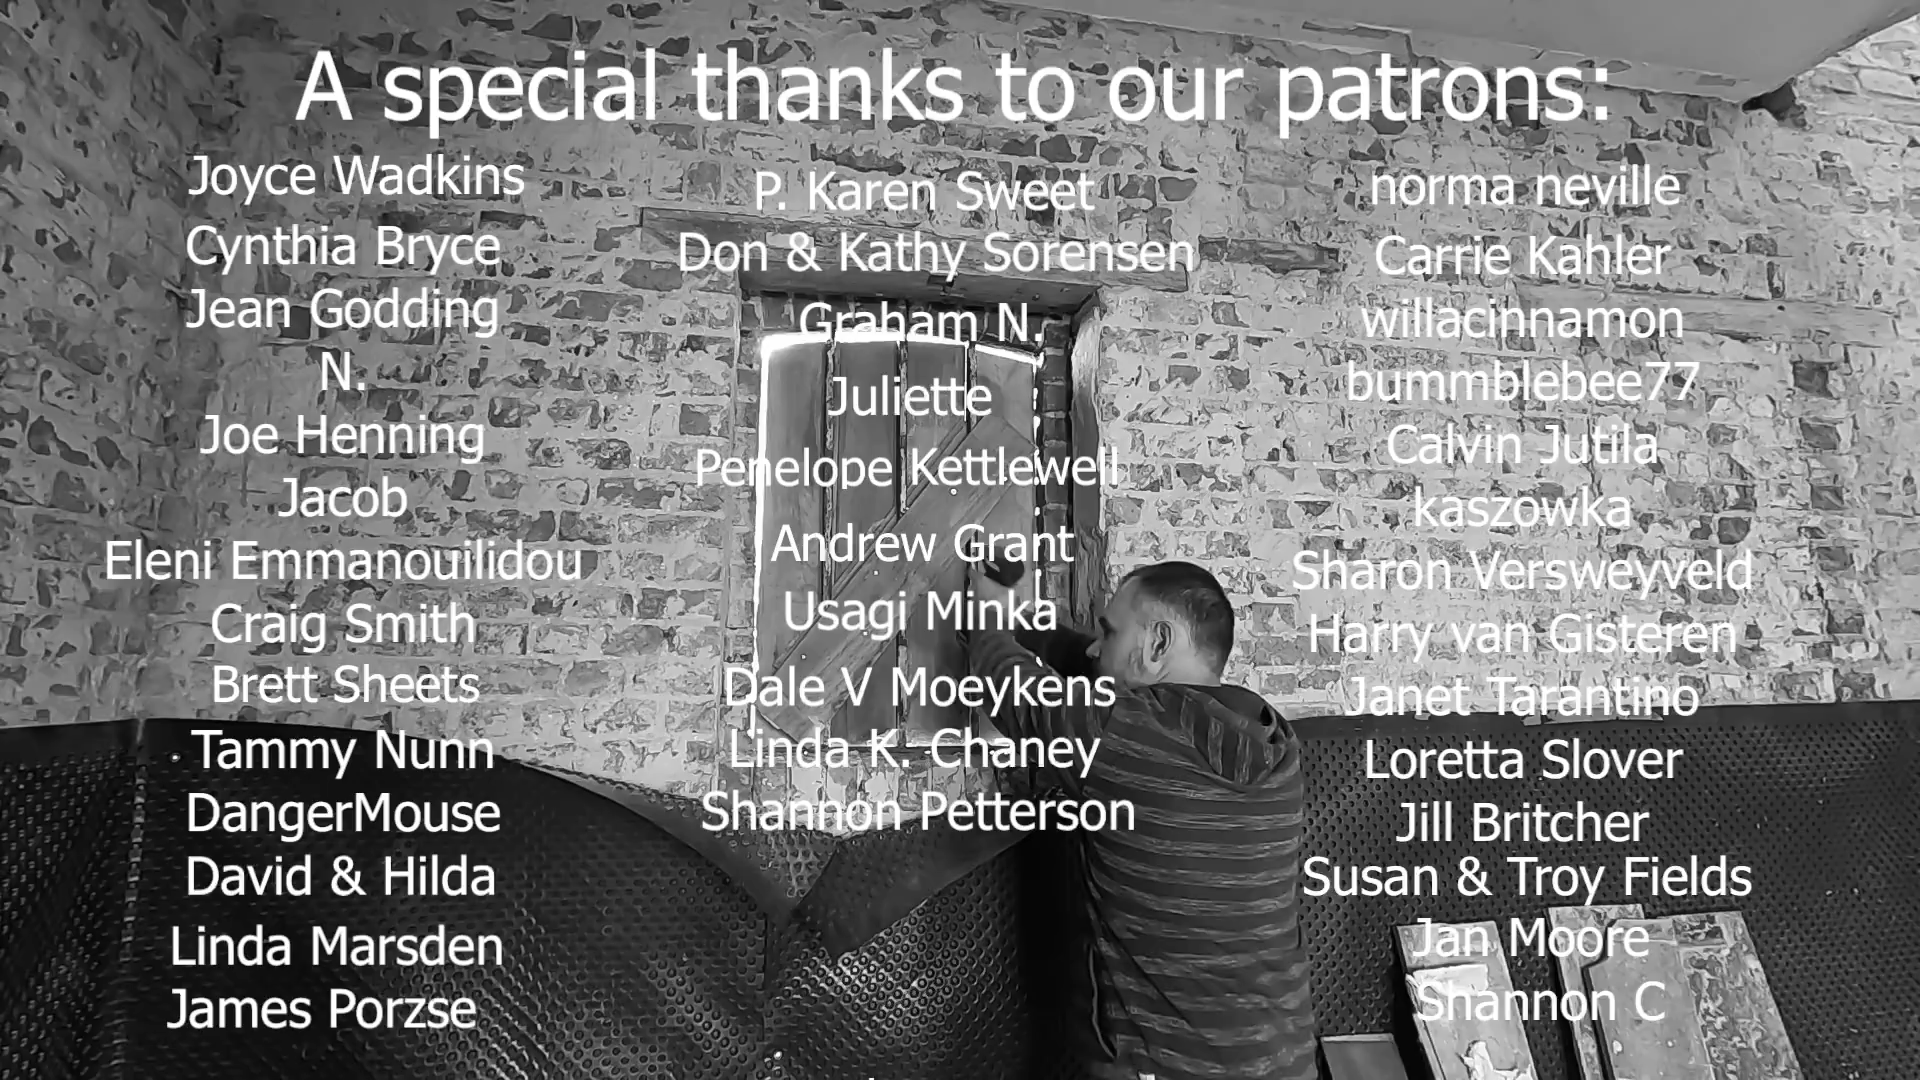 A special thanks to our patrons:
Joyce Wadkins
Cynthia Bryce
Jean Godding
N.
Joe Henning
Jacob
Eleni Emmanouilidou
Craig Smith
Brett Sheets
Tammy Nunn
DangerMouse
David & Hilda
Linda Marsden
James Porzse
P. Karen Sweet
Don & Kathy Sorensen
Graham N.
Juliette
Penelope Kettlewell
Andrew Grant
Usagi Minka
Dale V Moeykens
Linda K. Chaney
Shannon Petterson
norma neville
Carrie Kahler
willacinnamon
bummblebee77
Calvin Jutila
kaszowka
Sharon Versweyveld
Harry van Gisteren
Janet Tarantino
Loretta Slover
Jill Britcher
Susan & Troy Fields
Jan Moore
Shannon C